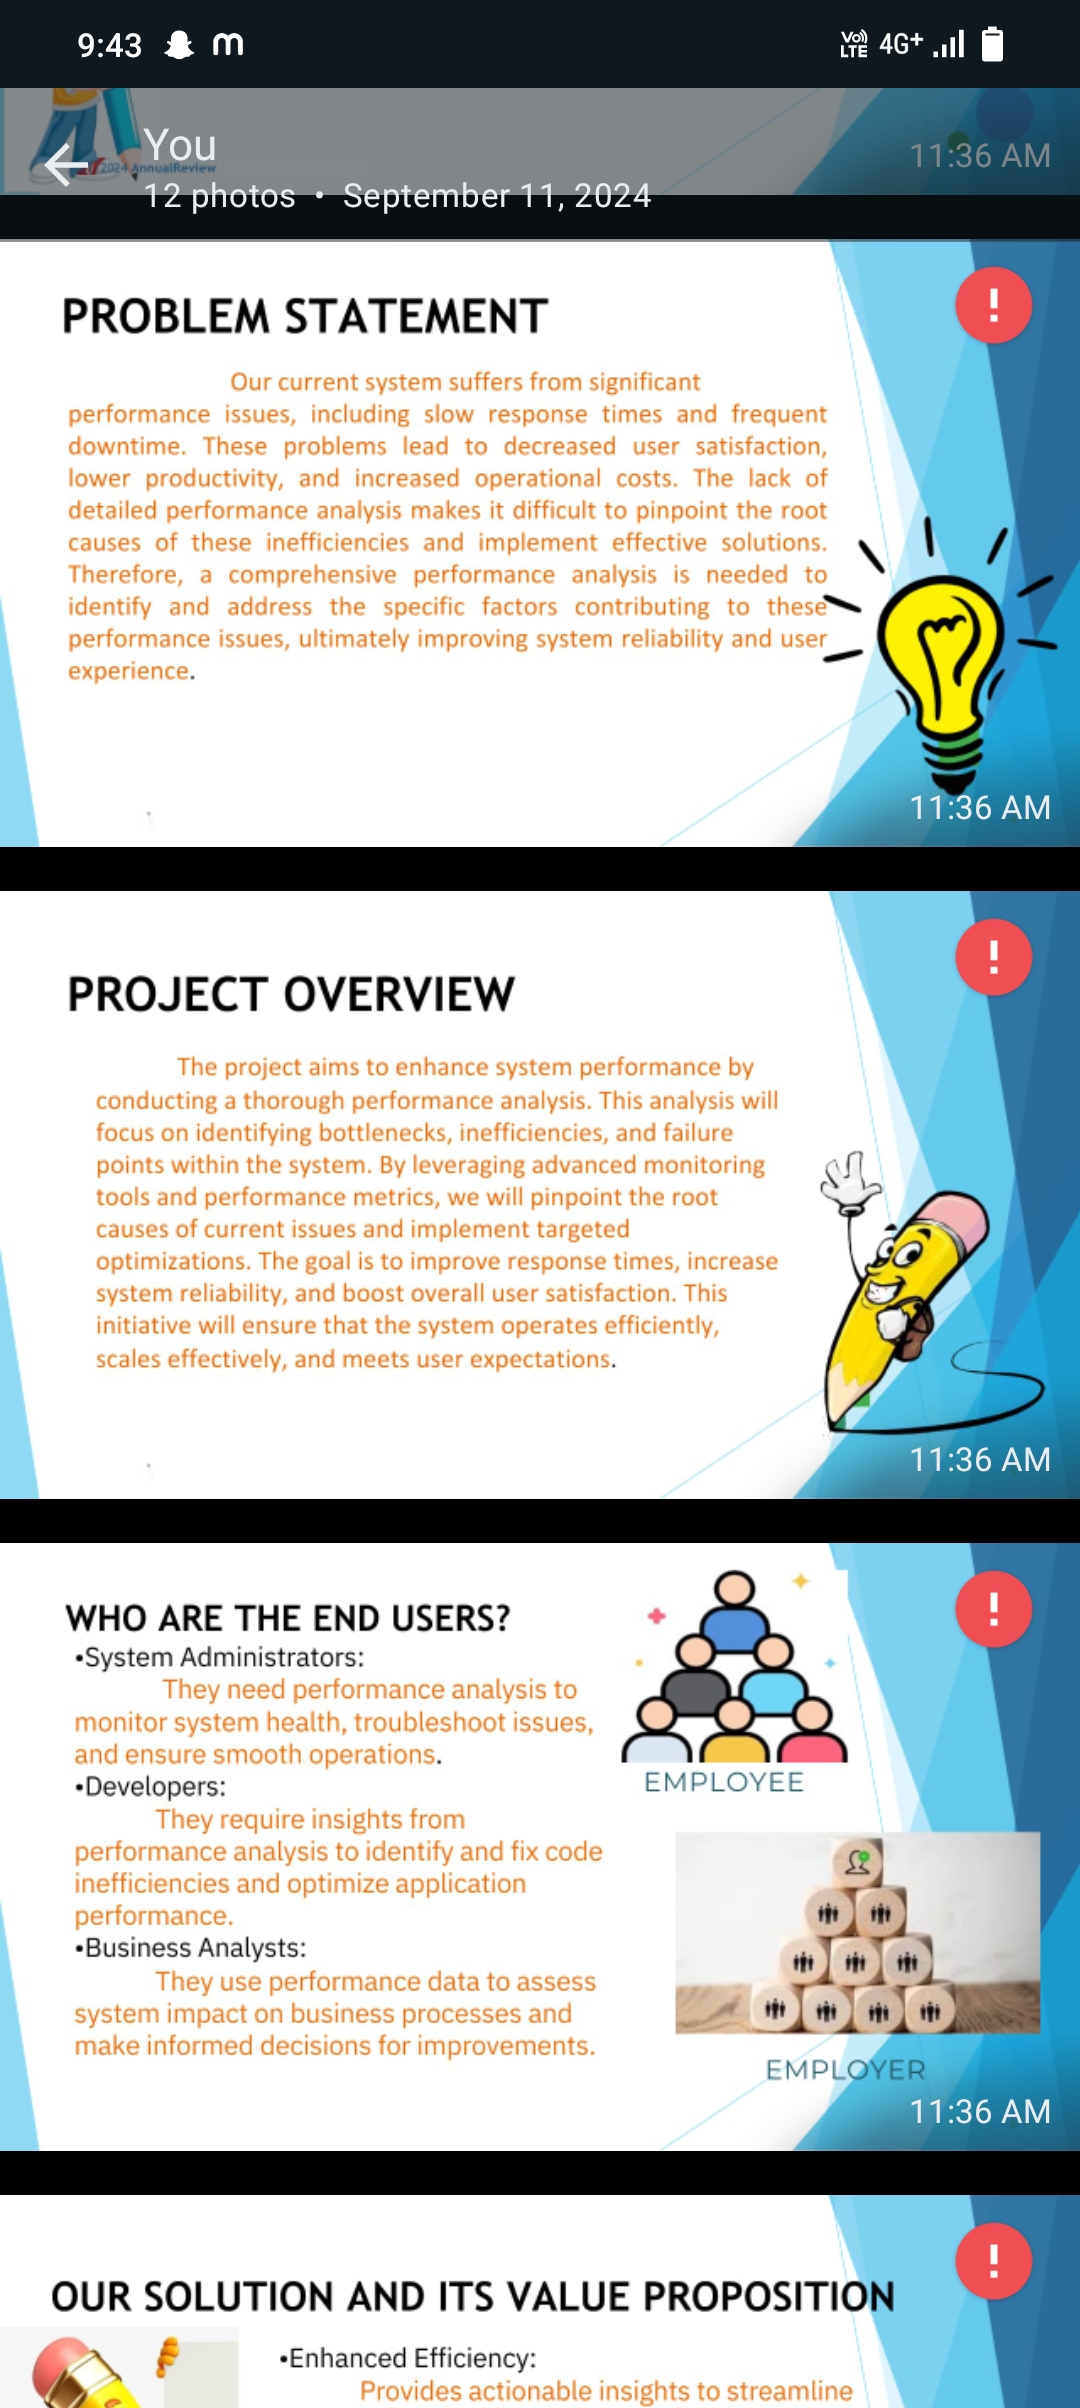 9:43
Vo)) LTE 4G+
2024 AnnualReview
You
12 photos • September 11, 2024
11:36 AM
PROBLEM STATEMENT
Our current system suffers from significant
performance issues, including slow response times and frequent
downtime. These problems lead to decreased user satisfaction,
lower productivity, and increased operational costs. The lack of
detailed performance analysis makes it difficult to pinpoint the root
causes of these inefficiencies and implement effective solutions.
Therefore, a comprehensive performance analysis is needed to
identify and address the specific factors contributing to these
performance issues, ultimately improving system reliability and user
experience.
11:36 AM
PROJECT OVERVIEW
The project aims to enhance system performance by
conducting a thorough performance analysis. This analysis will
focus on identifying bottlenecks, inefficiencies, and failure
points within the system. By leveraging advanced monitoring
tools and performance metrics, we will pinpoint the root
causes of current issues and implement targeted
optimizations. The goal is to improve response times, increase
system reliability, and boost overall user satisfaction. This
initiative will ensure that the system operates efficiently,
scales effectively, and meets user expectations.
11:36 AM
WHO ARE THE END USERS?
•System Administrators:
They need performance analysis to
monitor system health, troubleshoot issues,
and ensure smooth operations.
•Developers:
They require insights from
performance analysis to identify and fix code
inefficiencies and optimize application
performance.
•Business Analysts:
They use performance data to assess
system impact on business processes and
make informed decisions for improvements.
EMPLOYEE
EMPLOYER
11:36 AM
OUR SOLUTION AND ITS VALUE PROPOSITION
•Enhanced Efficiency:
Provides actionable insights to streamline